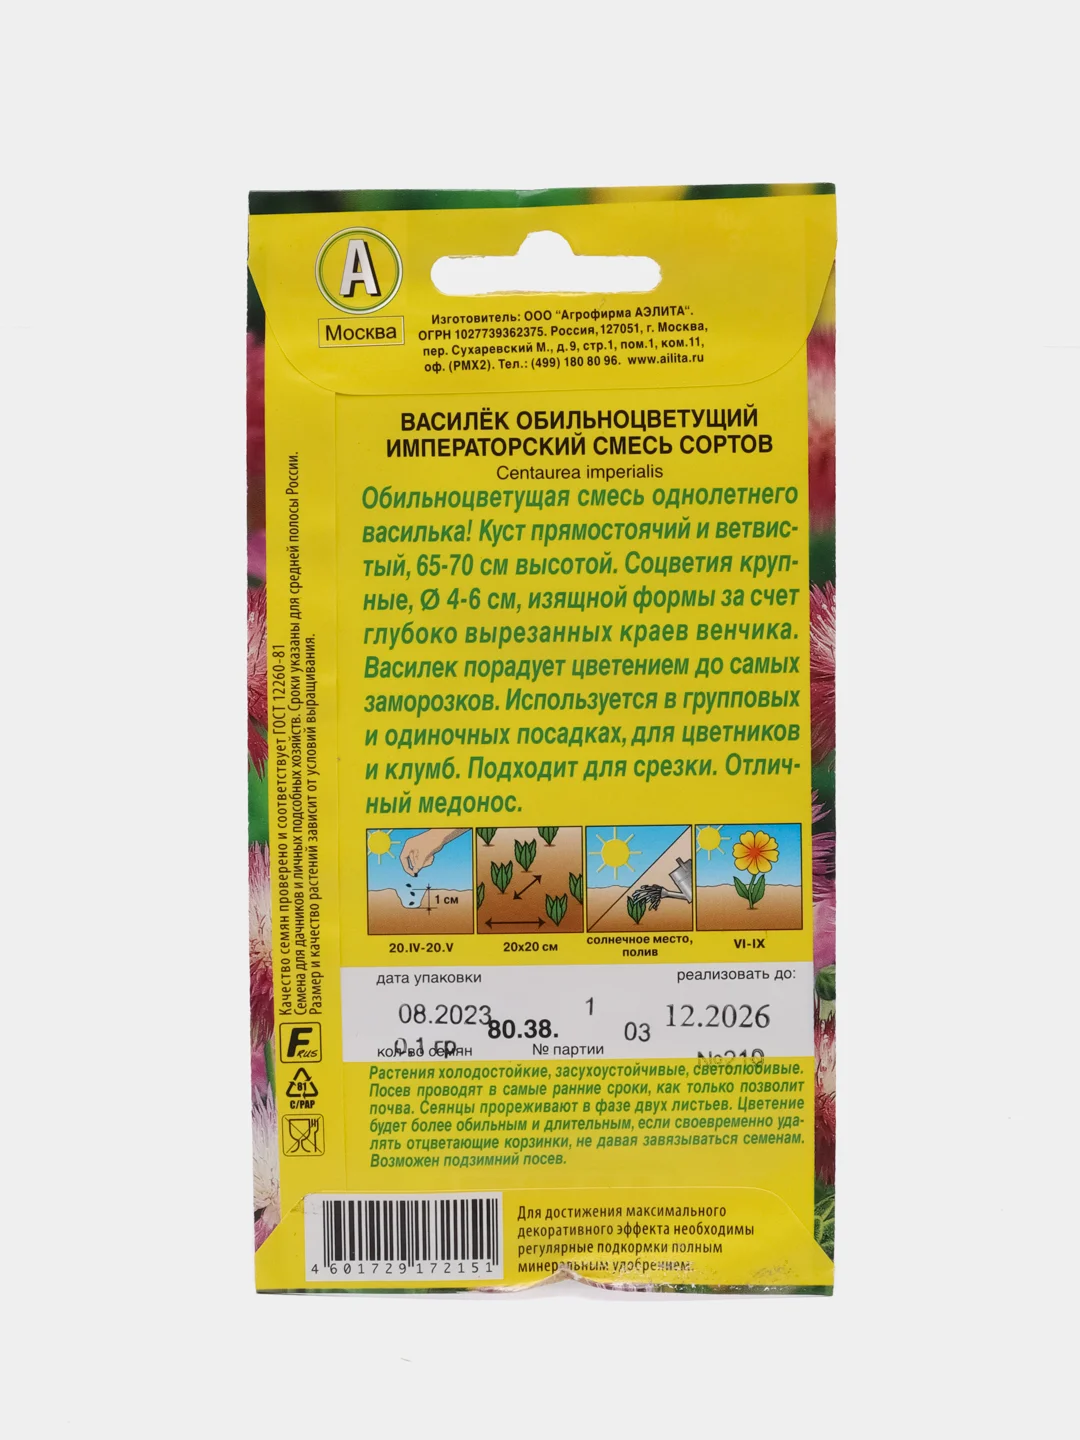 А
Москва
Изготовитель: ООО "Агрофирма АЭЛИТА".
ОГРН 1027739362375. Россия,127051, г. Москва,
пер. Сухаревский М., д.9, стр.1, пом.1, ком.11,
оф. (РМХ2). Тел.: (499) 180 80 96. www.ailita.ru
ВАСИЛЁК ОБИЛЬНОЦВЕТУЩИЙ
ИМПЕРАТОРСКИЙ СМЕСЬ СОРТОВ
Centaurea imperialis
Обильноцветущая смесь однолетнего
василька! Куст прямостоячий и ветвис-
тый, 65-70 см высотой. Соцветия круп-
ные, Ø 4-6 см, изящной формы за счет
глубоко вырезанных краев венчика.
Василек порадует цветением до самых
заморозков. Используется в групповых
и одиночных посадках, для цветников
и клумб. Подходит для срезки. Отлич-
ный медонос.
1 см
20.IV-20.V
20х20 см
солнечное место,
полив
VI-IX
дата упаковки
реализовать до:
08.2023
80.38.
1
03
12.2026
0,1 гр
кол-во семян
№ партии
№219
Растения холодостойкие, засухоустойчивые, светолюбивые.
Посев проводят в самые ранние сроки, как только позволит
почва. Сеянцы прореживают в фазе двух листьев. Цветение
будет более обильным и длительным, если своевременно уда-
лять отцветающие корзинки, не давая завязываться семенам.
Возможен подзимний посев.
Качество семян проверено и соответствует ГОСТ 12260-81
Семена для дачников и личных подсобных хозяйств. Сроки указаны для средней полосы России.
Размер и качество растений зависит от условий выращивания.
F RUS
81
C/PAP
4 601729 172151
Для достижения максимального
декоративного эффекта необходимы
регулярные подкормки полным
минеральным удобрением.